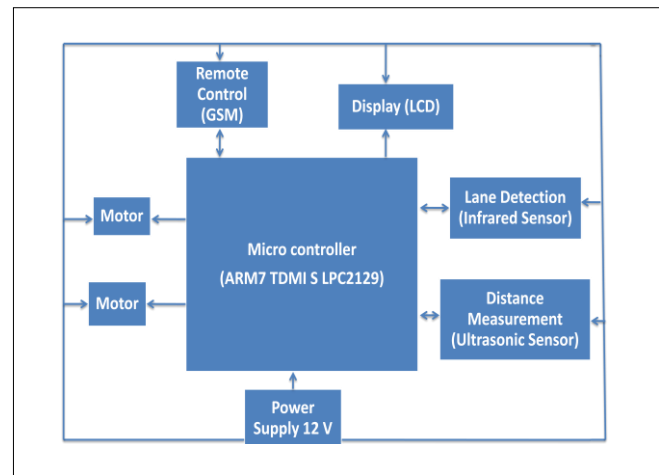 Remote
Control
(GSM)
Display (LCD)
Lane Detection
(Infrared Sensor)
Motor
Micro controller
(ARM7 TDMI S LPC2129)
Motor
Distance
Measurement
(Ultrasonic Sensor)
Power
Supply 12 V